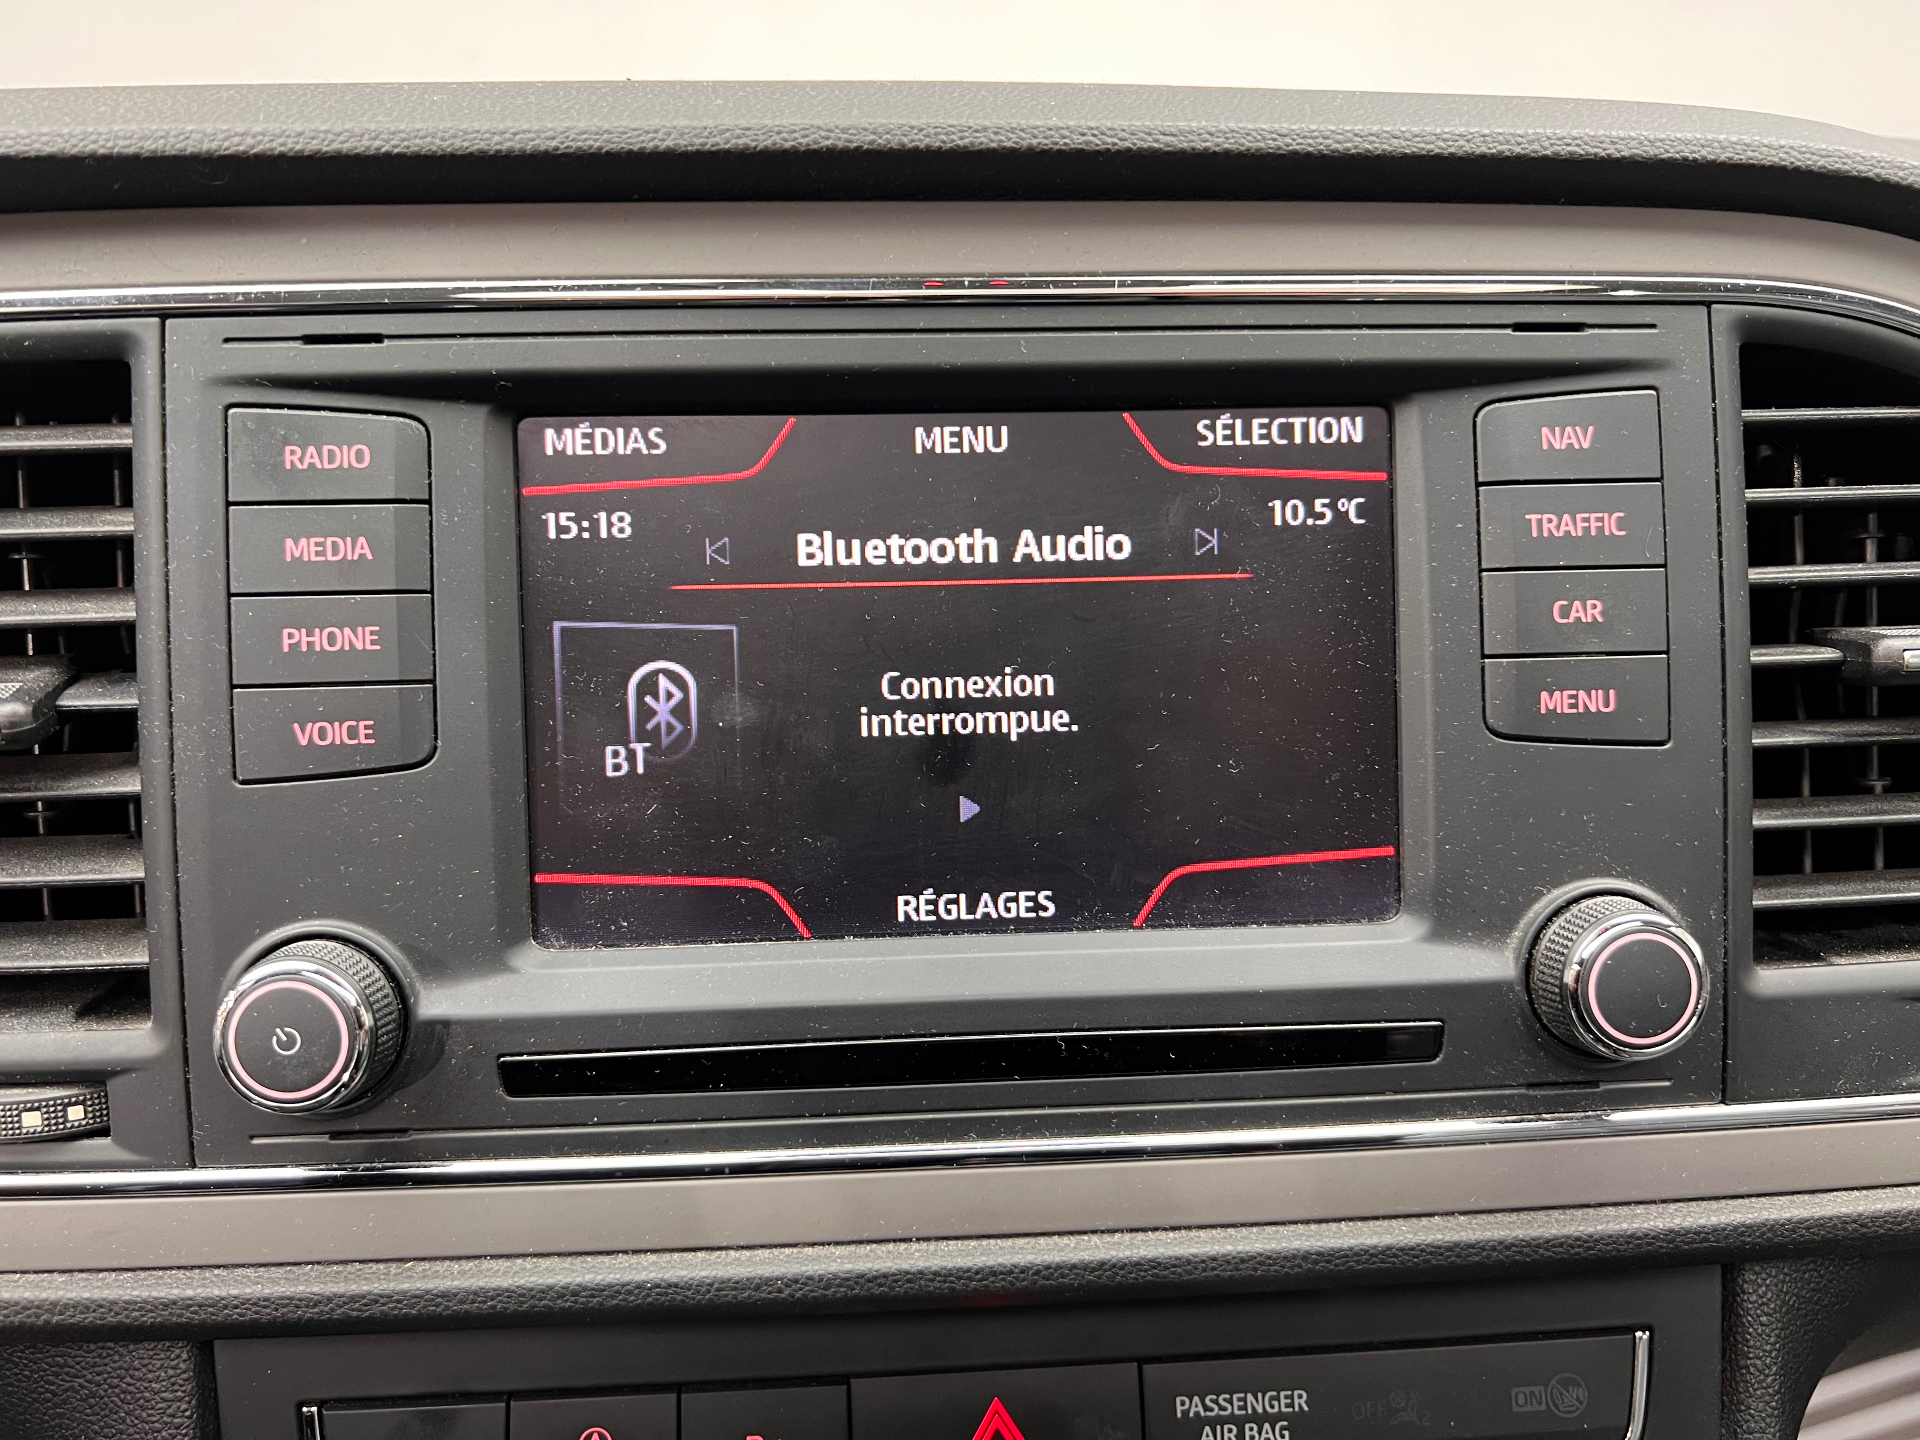 MÉDIAS MENU SÉLECTION
15:18 Bluetooth Audio 10.5°C
Connexion
interrompue.
BT
RÉGLAGES
RADIO
MEDIA
PHONE
VOICE
NAV
TRAFFIC
CAR
MENU
PASSENGER
AIR BAG
OFF
2
ON